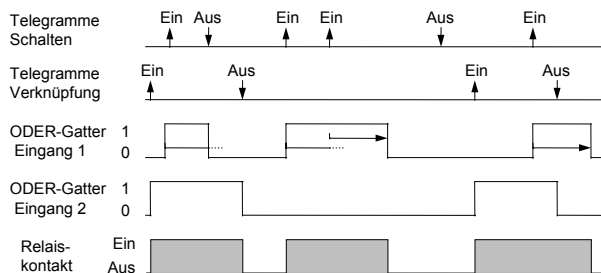 Telegramme Schalten
Ein Aus Ein Ein Aus Ein
Telegramme Verknüpfung
Ein Aus Ein Aus
ODER-Gatter Eingang 1
1
0
ODER-Gatter Eingang 2
1
0
Relais-
kontakt
Ein
Aus